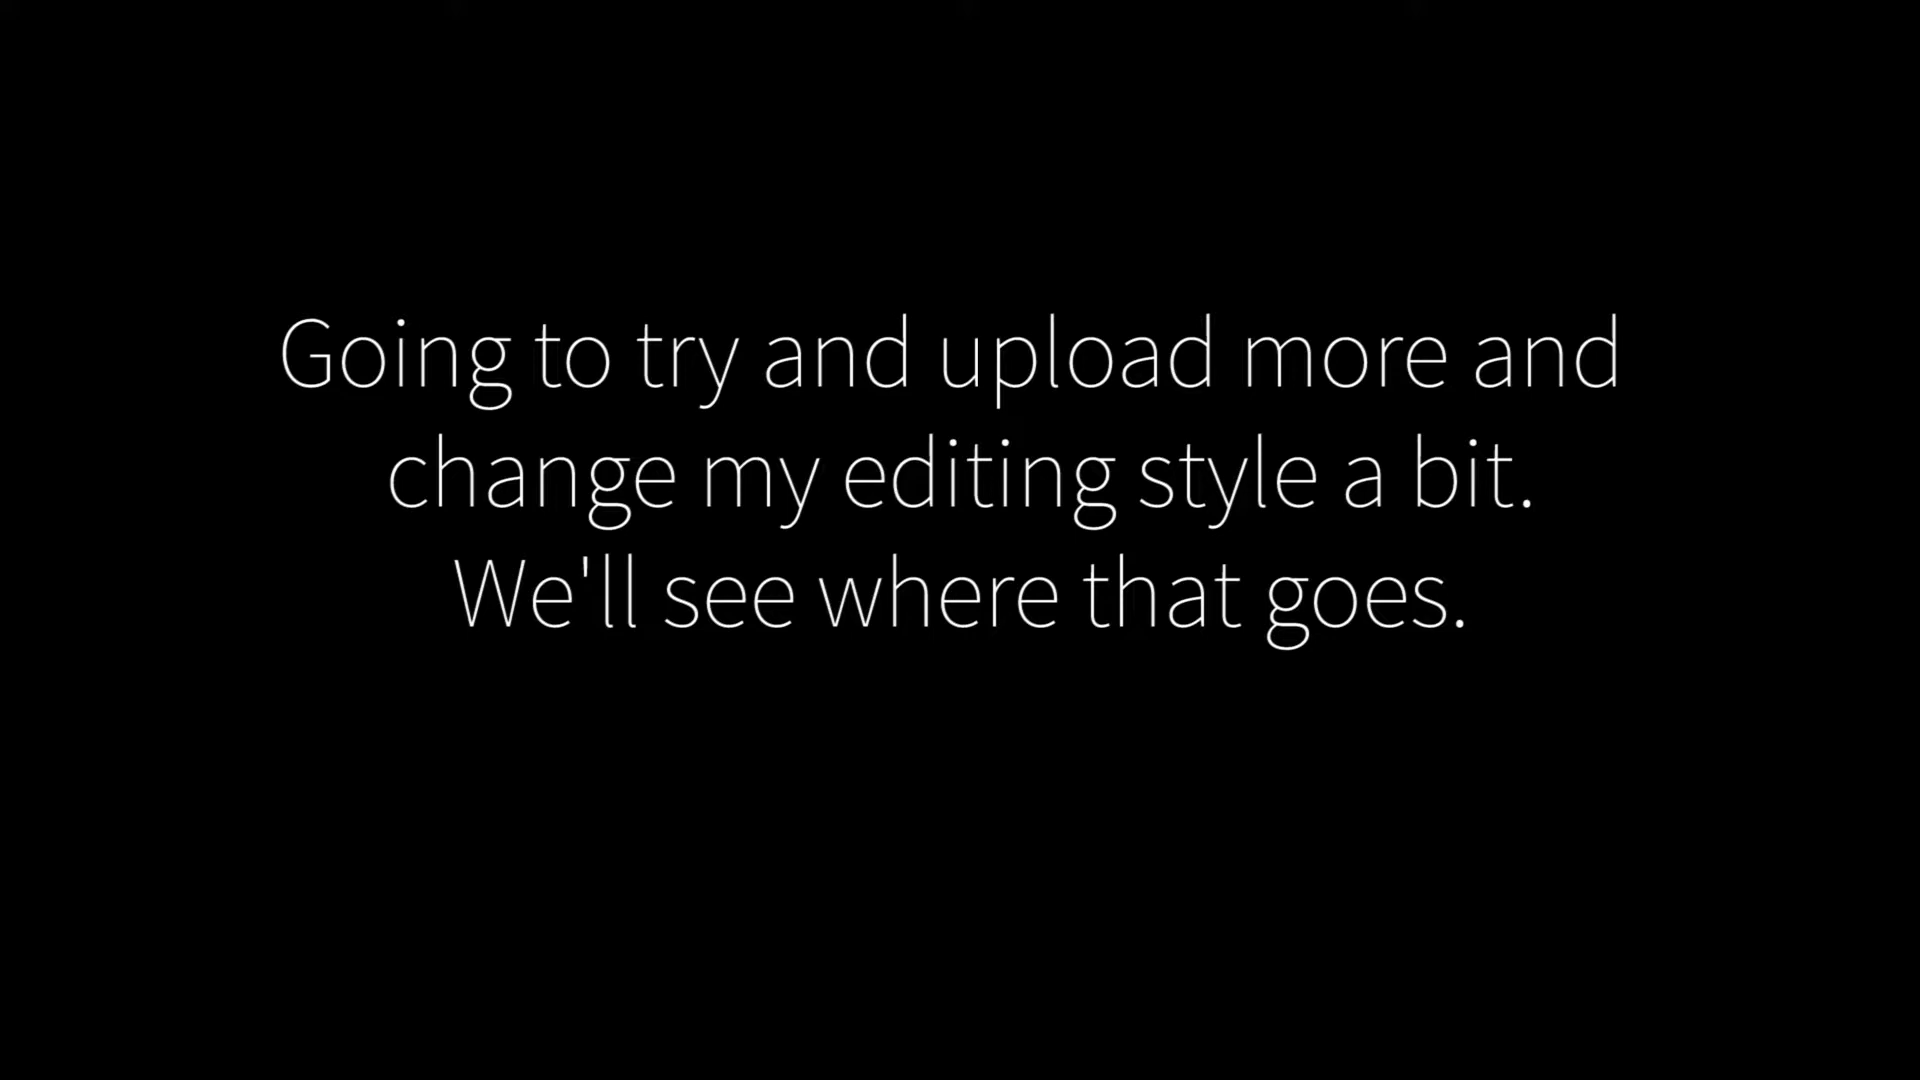 Going to try and upload more and
change my editing style a bit.
We'll see where that goes.